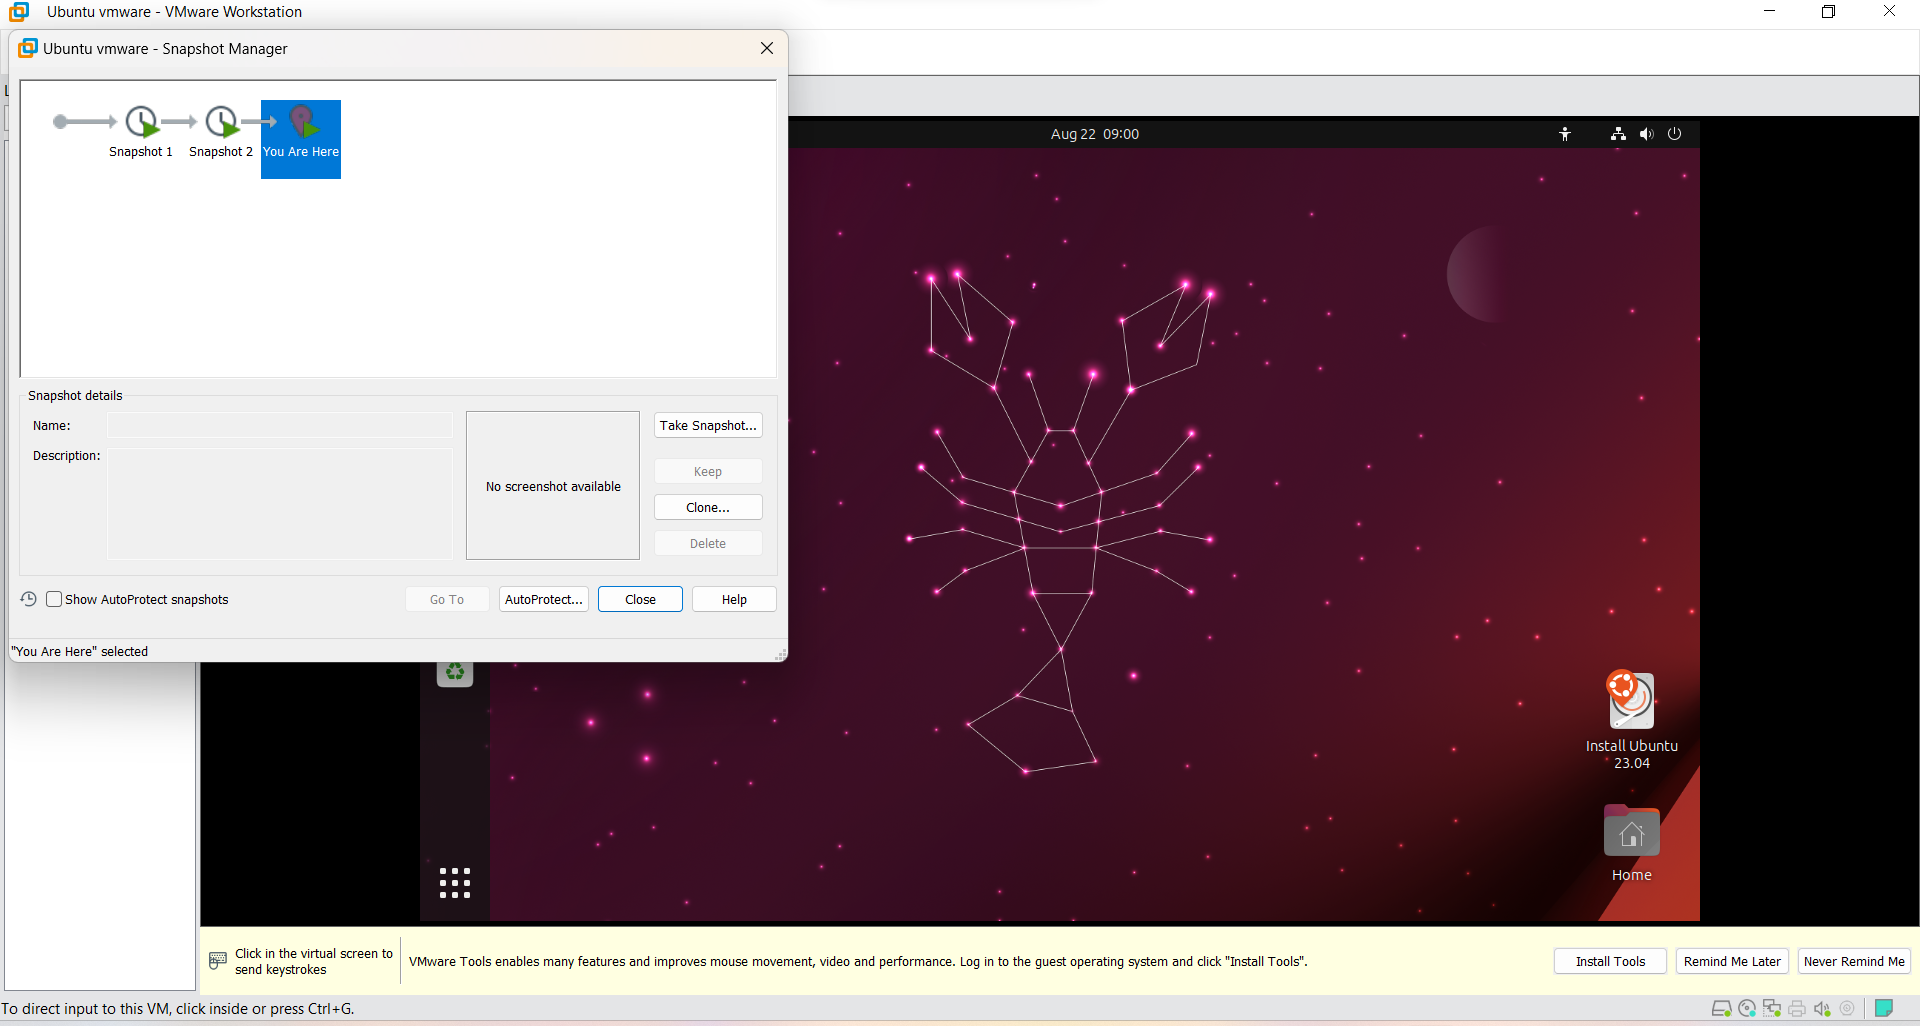 Ubuntu vmware - VMware Workstation
Ubuntu vmware - Snapshot Manager
Snapshot 1
Snapshot 2
You Are Here
Snapshot details
Name:
Description:
No screenshot available
Take Snapshot...
Keep
Clone...
Delete
Show AutoProtect snapshots
Go To
AutoProtect...
Close
Help
"You Are Here" selected
Aug 22 09:00
Install Ubuntu
23.04
Home
Click in the virtual screen to
send keystrokes
VMware Tools enables many features and improves mouse movement, video and performance. Log in to the guest operating system and click "Install Tools".
Install Tools
Remind Me Later
Never Remind Me
To direct input to this VM, click inside or press Ctrl+G.